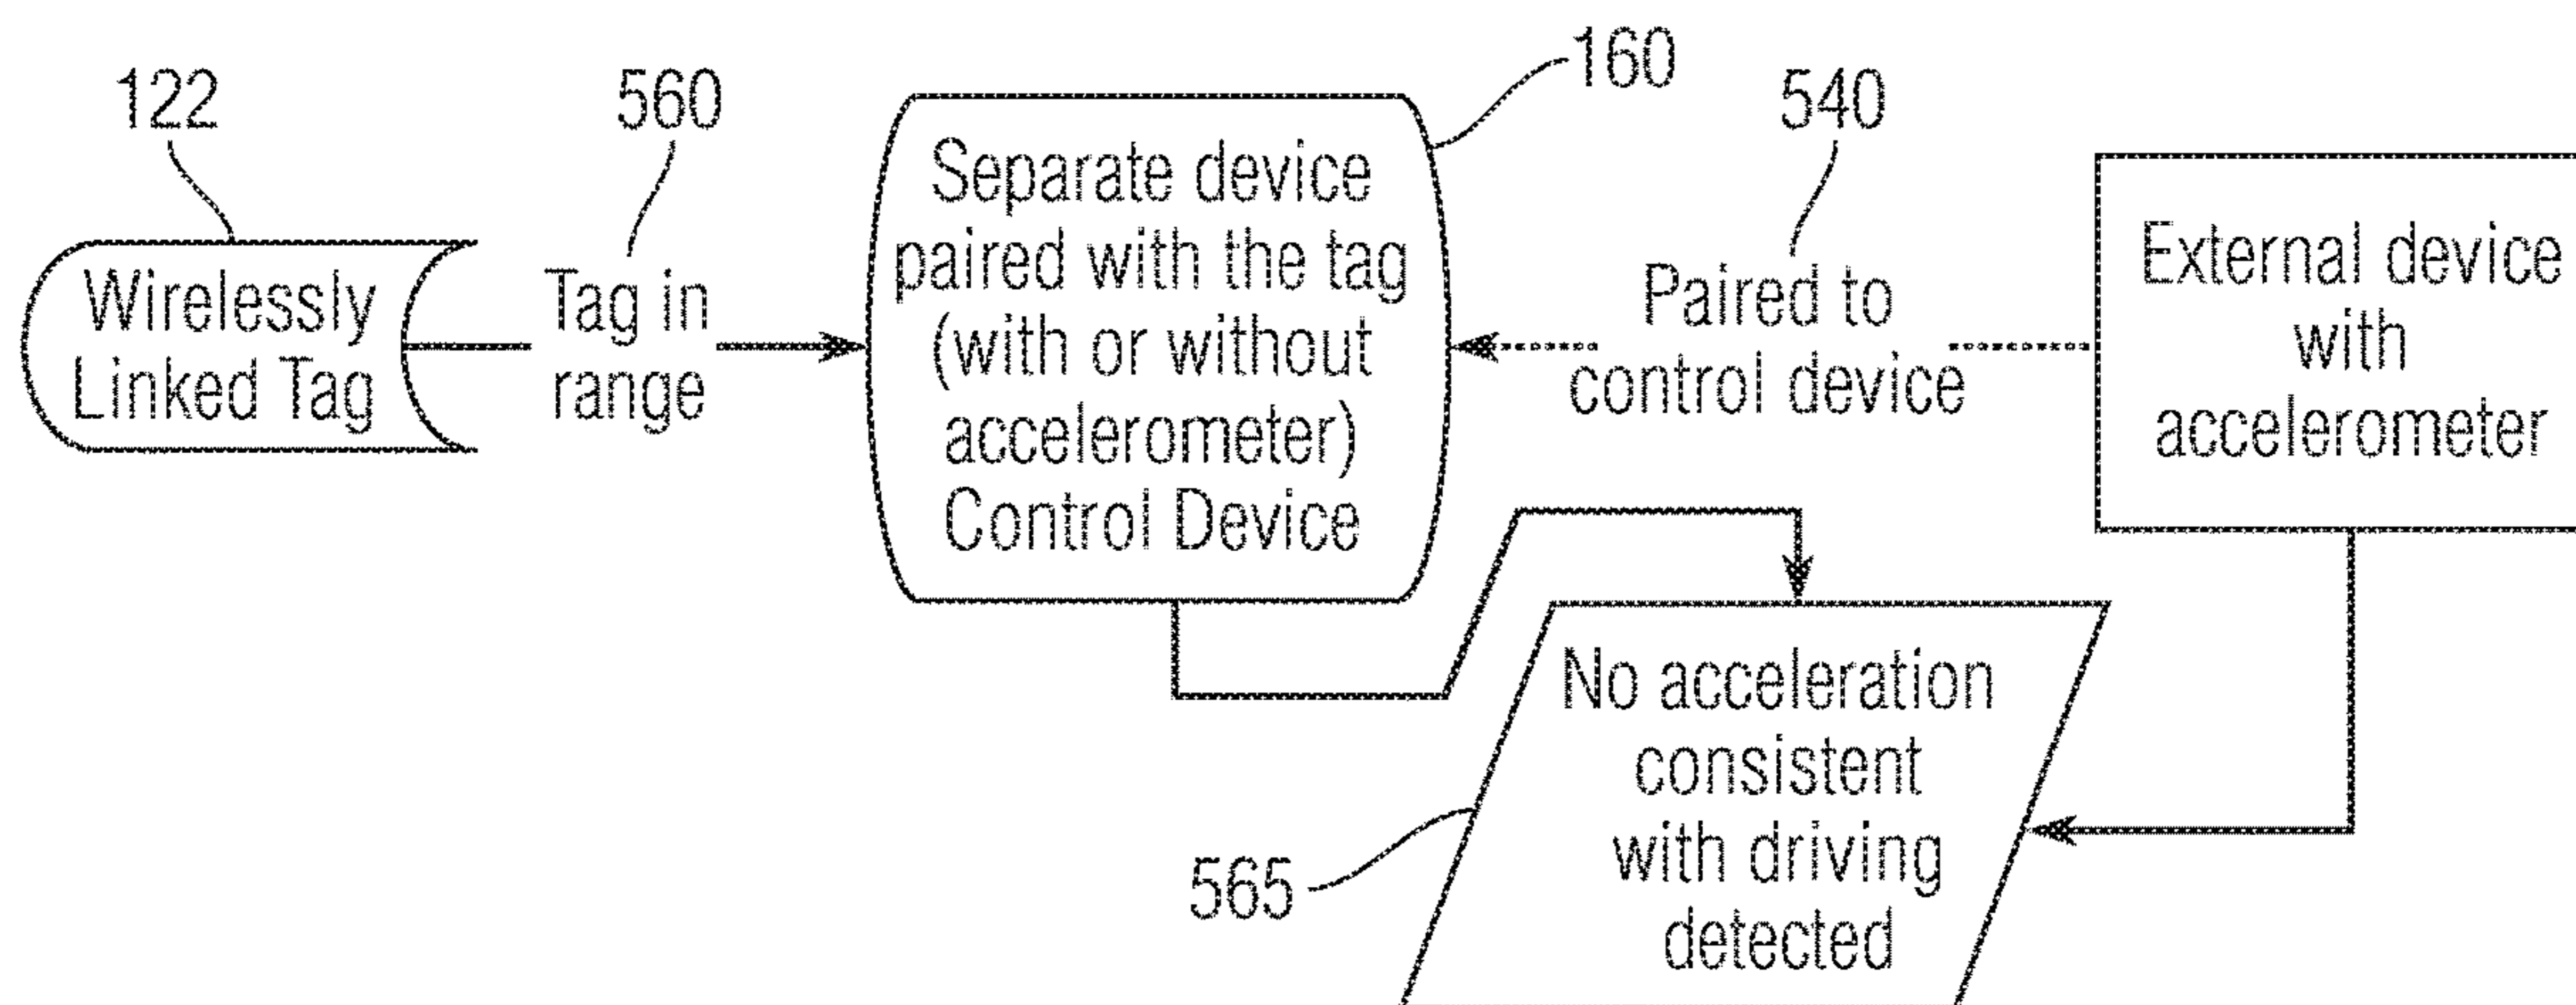 122
560
160
540
Wirelessly
Linked Tag
Tag in
range
Separate device
paired with the tag
(with or without
accelerometer)
Control Device
Paired to
control device
External device
with
accelerometer
No acceleration
consistent
with driving
detected
565